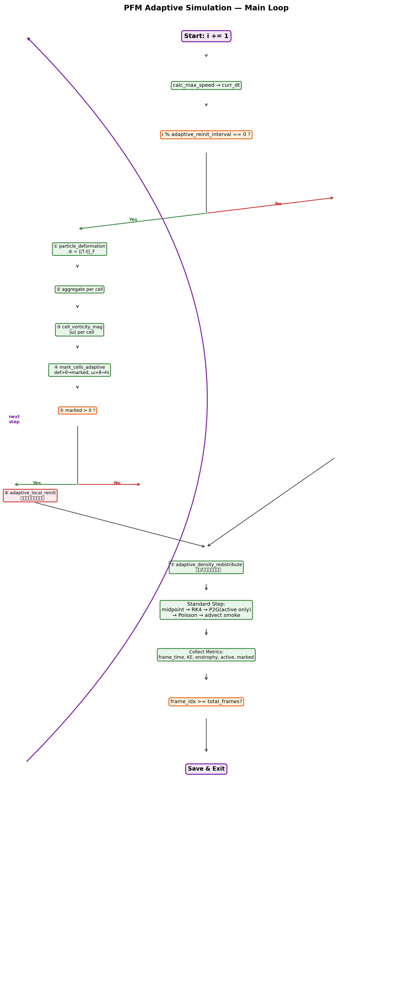 PFM Adaptive Simulation — Main Loop
Start: i += 1
calc_max_speed → curr_dt
i % adaptive_reinit_interval == 0 ?
No
Yes
① particle_deformation
dᵢ = ||T-I||_F
② aggregate per cell
③ cell_vorticity_mag
|ω| per cell
④ mark_cells_adaptive
def>θ→marked, ω>θ→hi
⑤ marked > 0 ?
next
step
Yes
No
⑥ adaptive_local_reinit
⑦ adaptive_density_redistribute
/
Standard Step:
midpoint → RK4 → P2G(active only)
→ Poisson → advect smoke
Collect Metrics:
frame_time, KE, enstrophy, active, marked
frame_idx >= total_frames?
Save & Exit